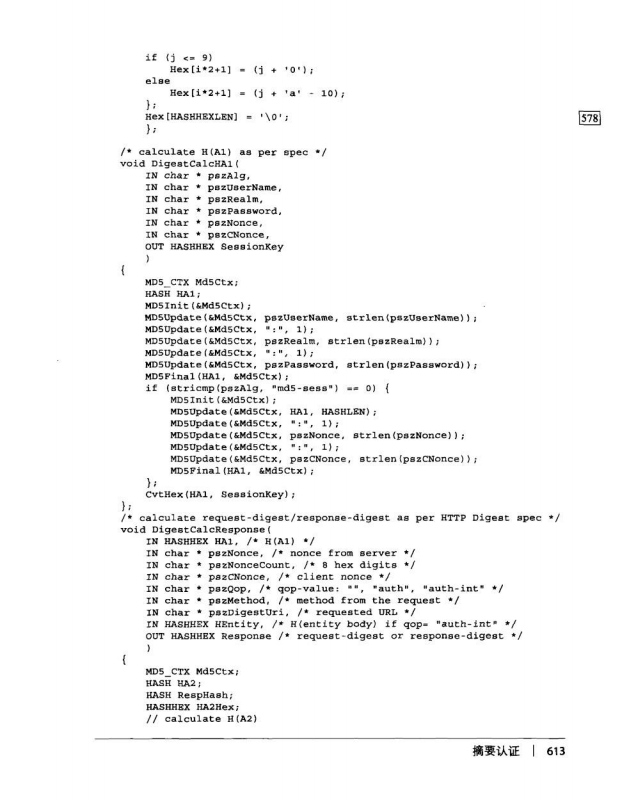 if (j <= 9)
Hex[i*2+1] = (j + '0');
else
Hex[i*2+1] = (j + 'a' - 10);
};
Hex[HASHHEXLEN] = '\0';
578
};
/* calculate H(A1) as per spec */
void DigestCalcHA1(
IN char * pszAlg,
IN char * pszUserName,
IN char * pszRealm,
IN char * pszPassword,
IN char * pszNonce,
IN char * pszCNonce,
OUT HASHHEX SessionKey
)
{
MD5_CTX Md5Ctx;
HASH HA1;
MD5Init(&Md5Ctx);
MD5Update(&Md5Ctx, pszUserName, strlen(pszUserName));
MD5Update(&Md5Ctx, ":", 1);
MD5Update(&Md5Ctx, pszRealm, strlen(pszRealm));
MD5Update(&Md5Ctx, ":", 1);
MD5Update(&Md5Ctx, pszPassword, strlen(pszPassword));
MD5Final(HA1, &Md5Ctx);
if (stricmp(pszAlg, "md5-sess") == 0) {
MD5Init(&Md5Ctx);
MD5Update(&Md5Ctx, HA1, HASHLEN);
MD5Update(&Md5Ctx, ":", 1);
MD5Update(&Md5Ctx, pszNonce, strlen(pszNonce));
MD5Update(&Md5Ctx, ":", 1);
MD5Update(&Md5Ctx, pszCNonce, strlen(pszCNonce));
MD5Final(HA1, &Md5Ctx);
};
CvtHex(HA1, SessionKey);
};
/* calculate request-digest/response-digest as per HTTP Digest spec */
void DigestCalcResponse(
IN HASHHEX HA1, /* H(A1) */
IN char * pszNonce, /* nonce from server */
IN char * pszNonceCount, /* 8 hex digits */
IN char * pszCNonce, /* client nonce */
IN char * pszQop, /* qop-value: "", "auth", "auth-int" */
IN char * pszMethod, /* method from the request */
IN char * pszDigestUri, /* requested URL */
IN HASHHEX HEntity, /* H(entity body) if qop= "auth-int" */
OUT HASHHEX Response /* request-digest or response-digest */
)
{
MD5_CTX Md5Ctx;
HASH HA2;
HASH RespHash;
HASHHEX HA2Hex;
// calculate H(A2)
摘要认证 | 613